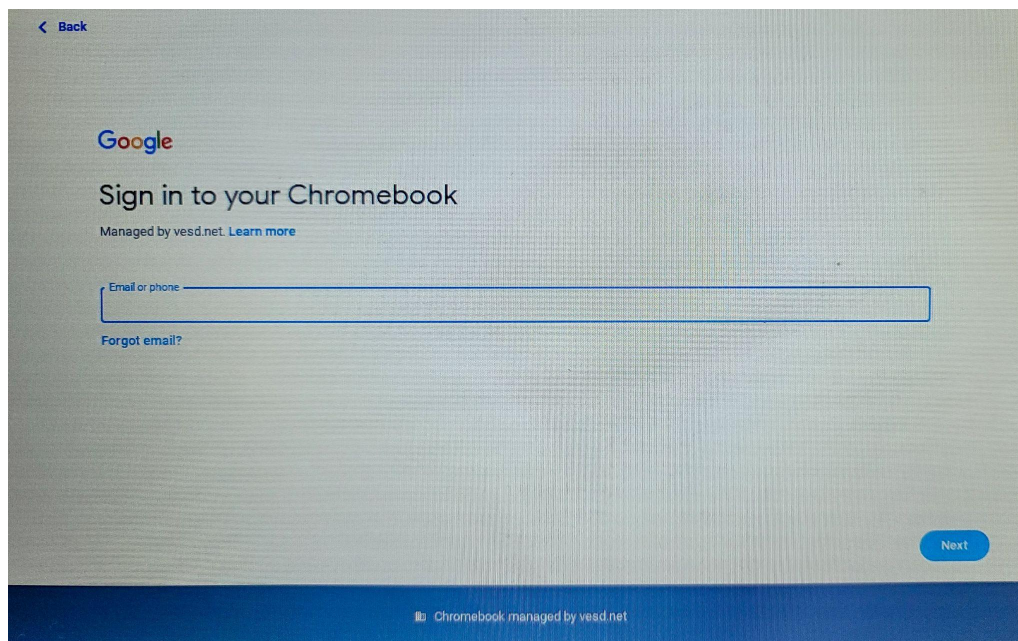 Back
Google
Sign in to your Chromebook
Managed by vesd.net. Learn more
Email or phone
Forgot email?
Next
Chromebook managed by vesd.net